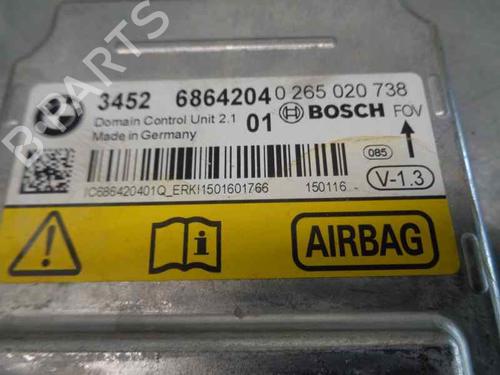 3452 6864204 0 265 020 738
Domain Control Unit 2.1 01 BOSCH FOV
Made in Germany
085
IC686420401Q_ERKI1501601766 150116
V-1.3
AIRBAG
B-PARTS